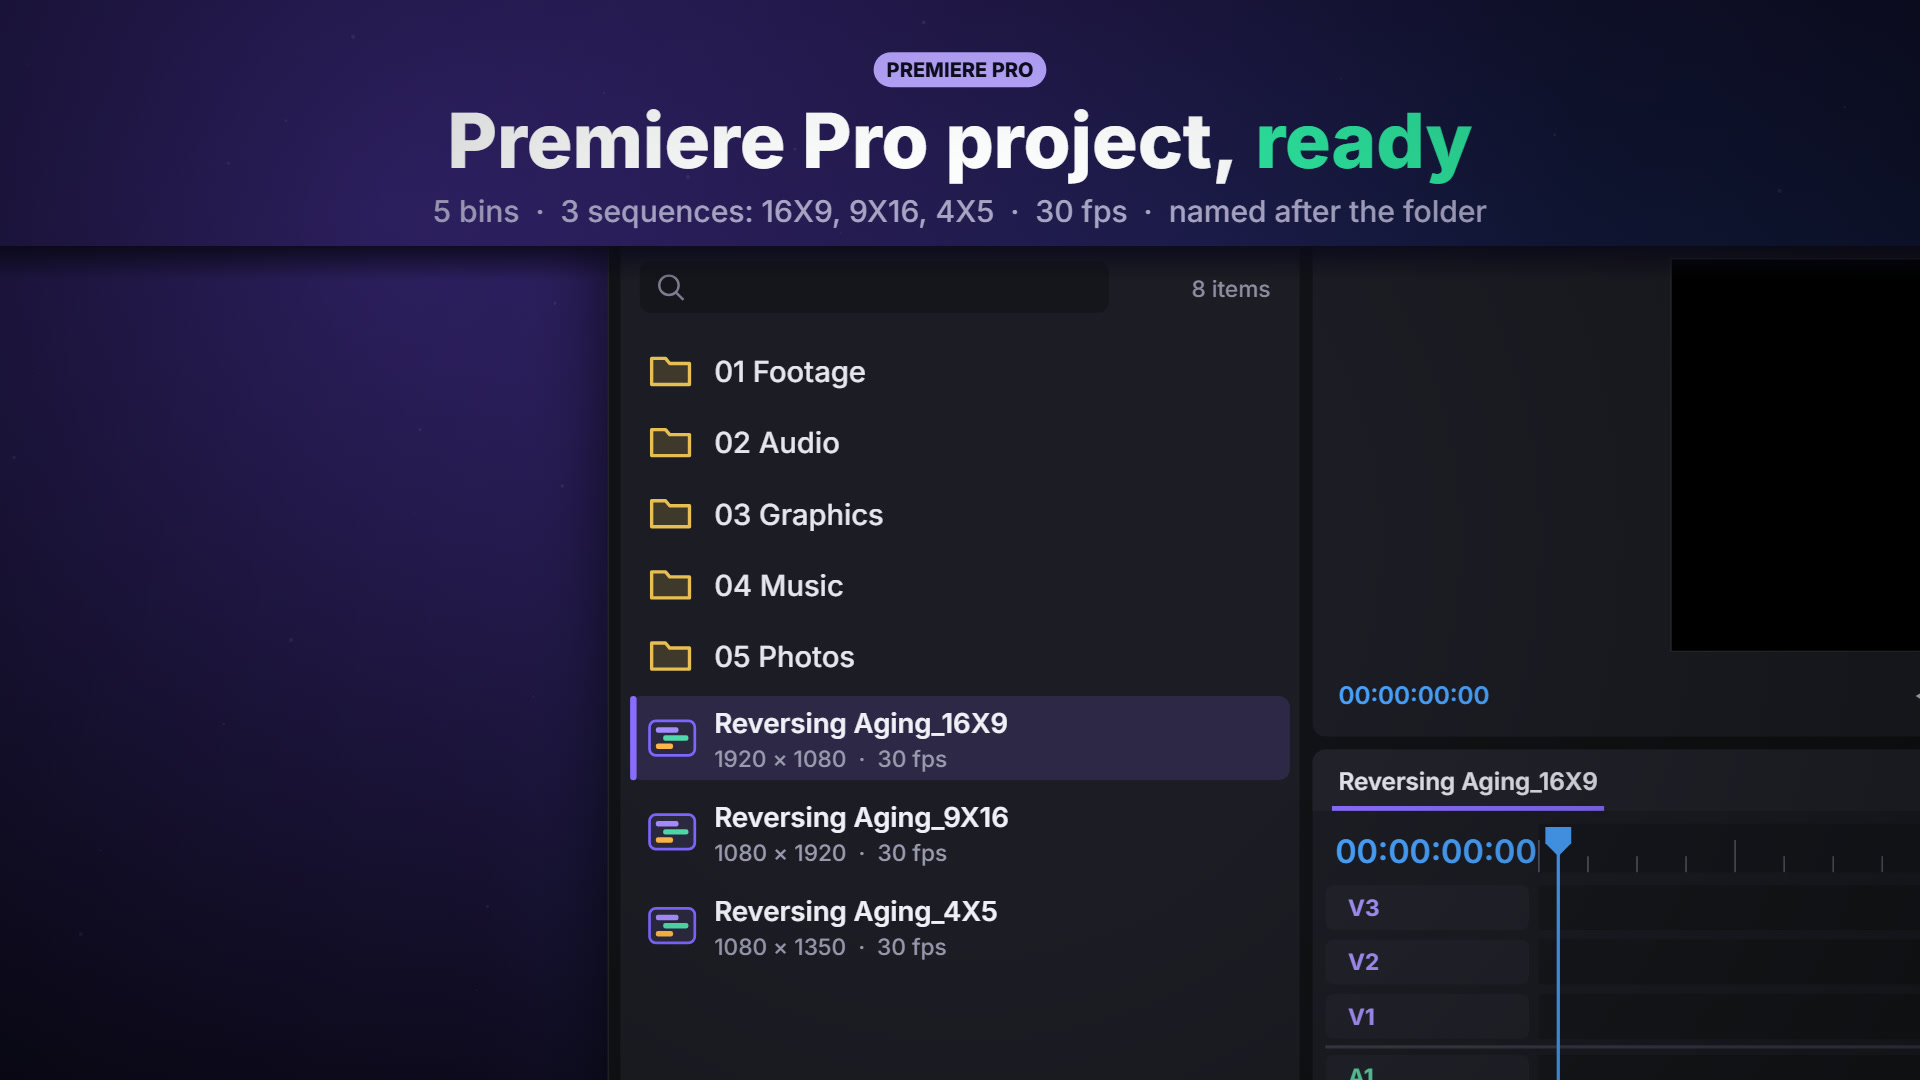 PREMIERE PRO
Premiere Pro project, ready
5 bins · 3 sequences: 16X9, 9X16, 4X5 · 30 fps · named after the folder
8 items
01 Footage
02 Audio
03 Graphics
04 Music
05 Photos
Reversing Aging_16X9
1920 × 1080 · 30 fps
Reversing Aging_9X16
1080 × 1920 · 30 fps
Reversing Aging_4X5
1080 × 1350 · 30 fps
00:00:00:00
Reversing Aging_16X9
00:00:00:00
V3
V2
V1
A1